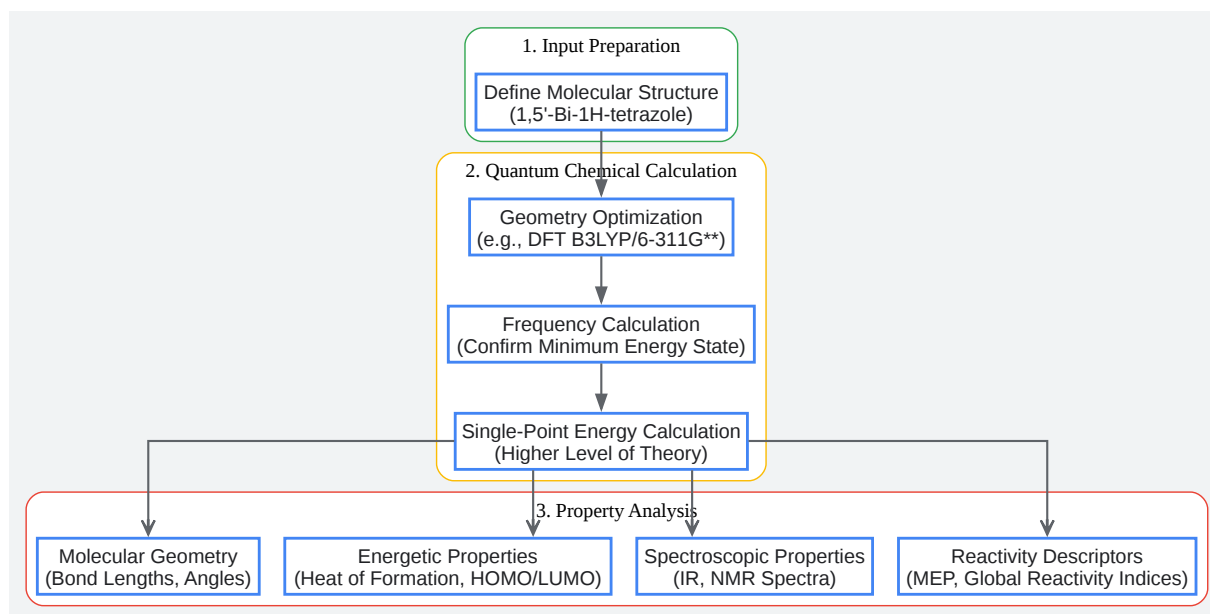 1. Input Preparation
Define Molecular Structure
(1,5'-Bi-1H-tetrazole)
2. Quantum Chemical Calculation
Geometry Optimization
(e.g., DFT B3LYP/6-311G**)
Frequency Calculation
(Confirm Minimum Energy State)
Single-Point Energy Calculation
(Higher Level of Theory)
3. Property Analysis
Molecular Geometry
(Bond Lengths, Angles)
Energetic Properties
(Heat of Formation, HOMO/LUMO)
Spectroscopic Properties
(IR, NMR Spectra)
Reactivity Descriptors
(MEP, Global Reactivity Indices)